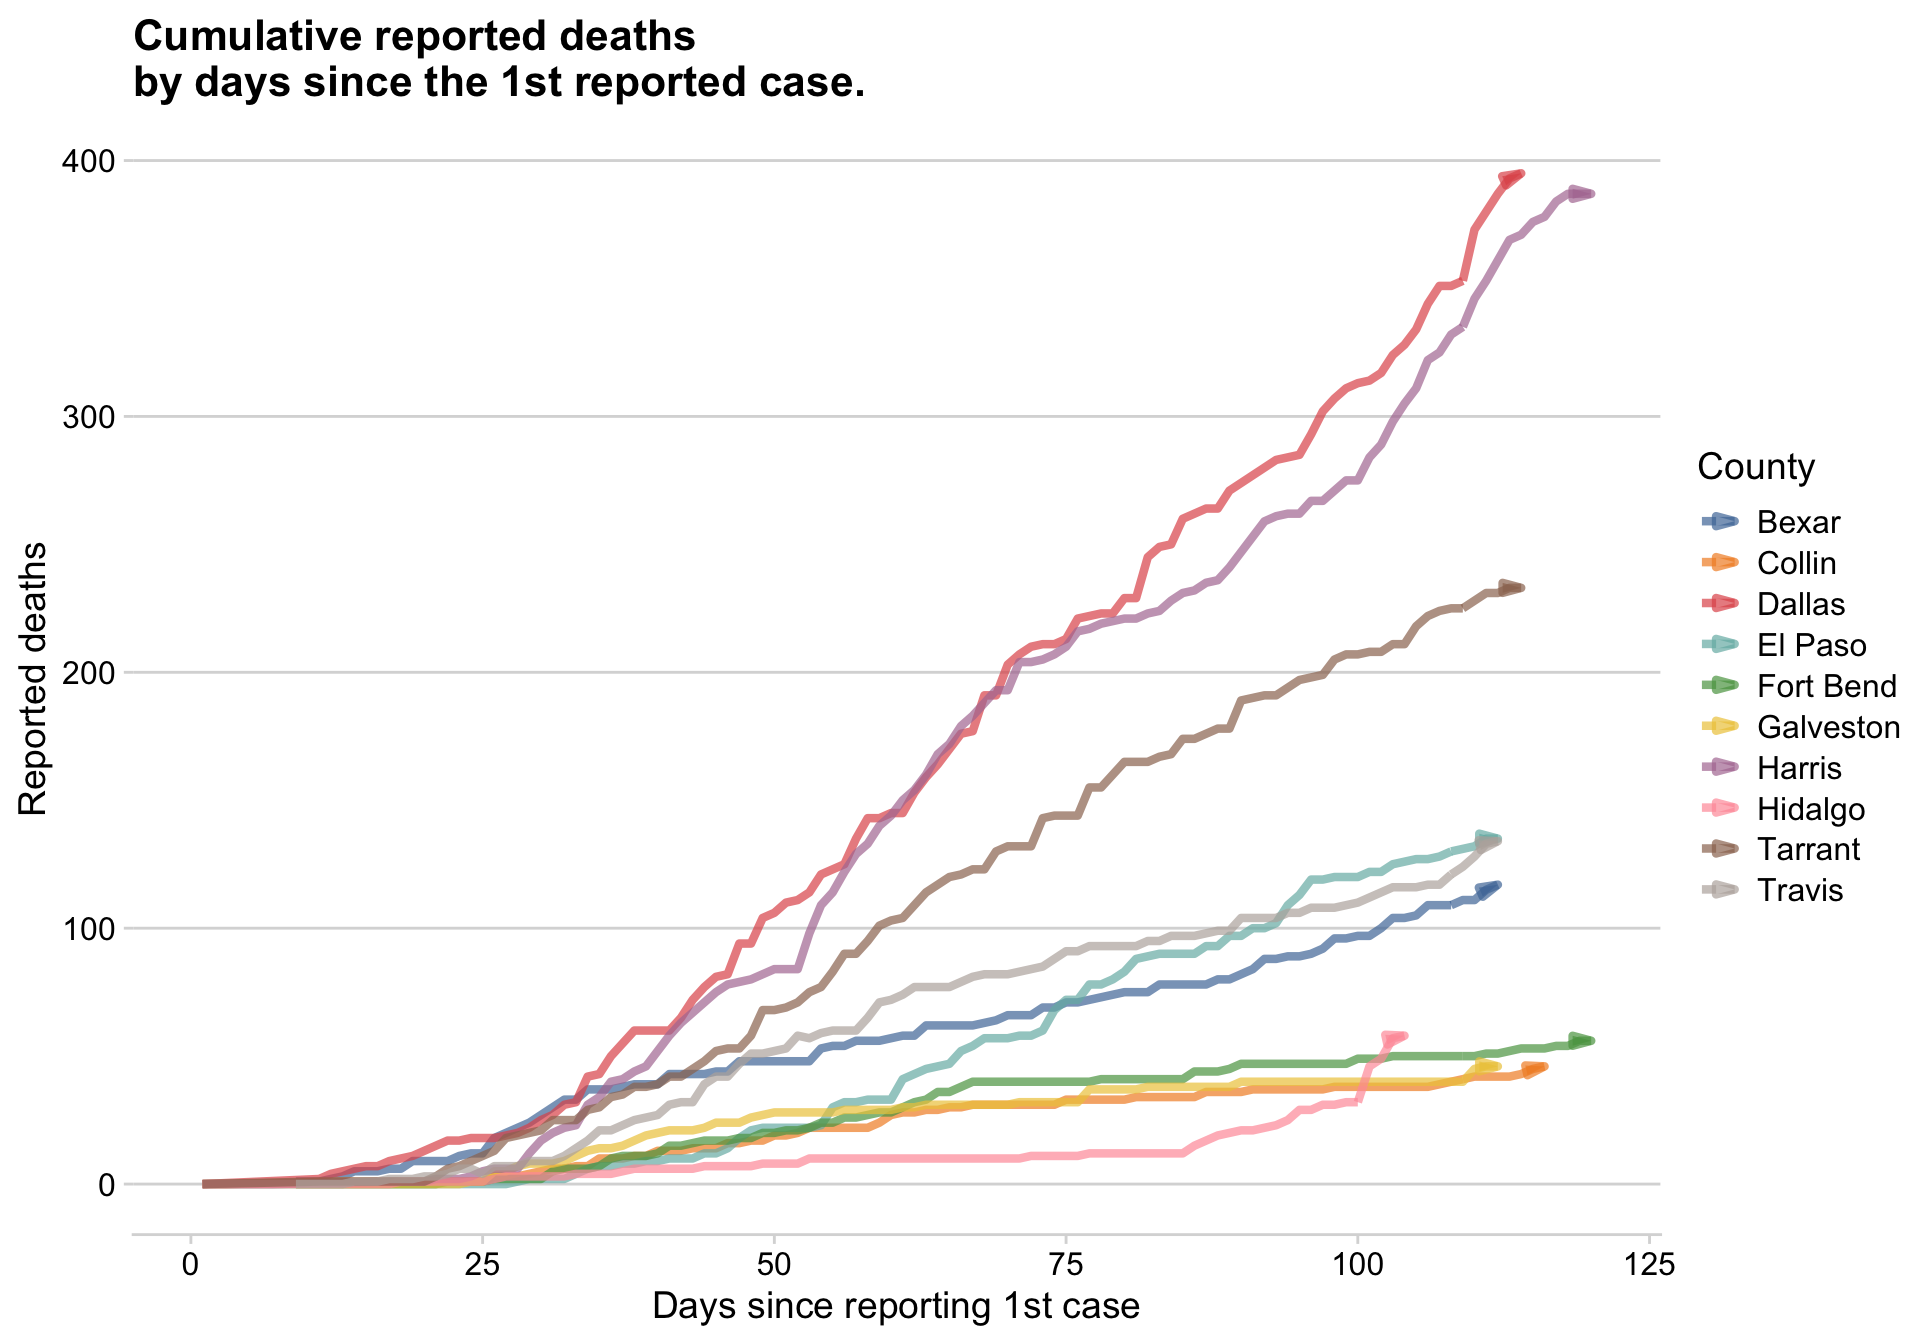 Cumulative reported deaths
by days since the 1st reported case.
400
300
200
100
0
Reported deaths
0 25 50 75 100 125
Days since reporting 1st case
County
Bexar
Collin
Dallas
El Paso
Fort Bend
Galveston
Harris
Hidalgo
Tarrant
Travis